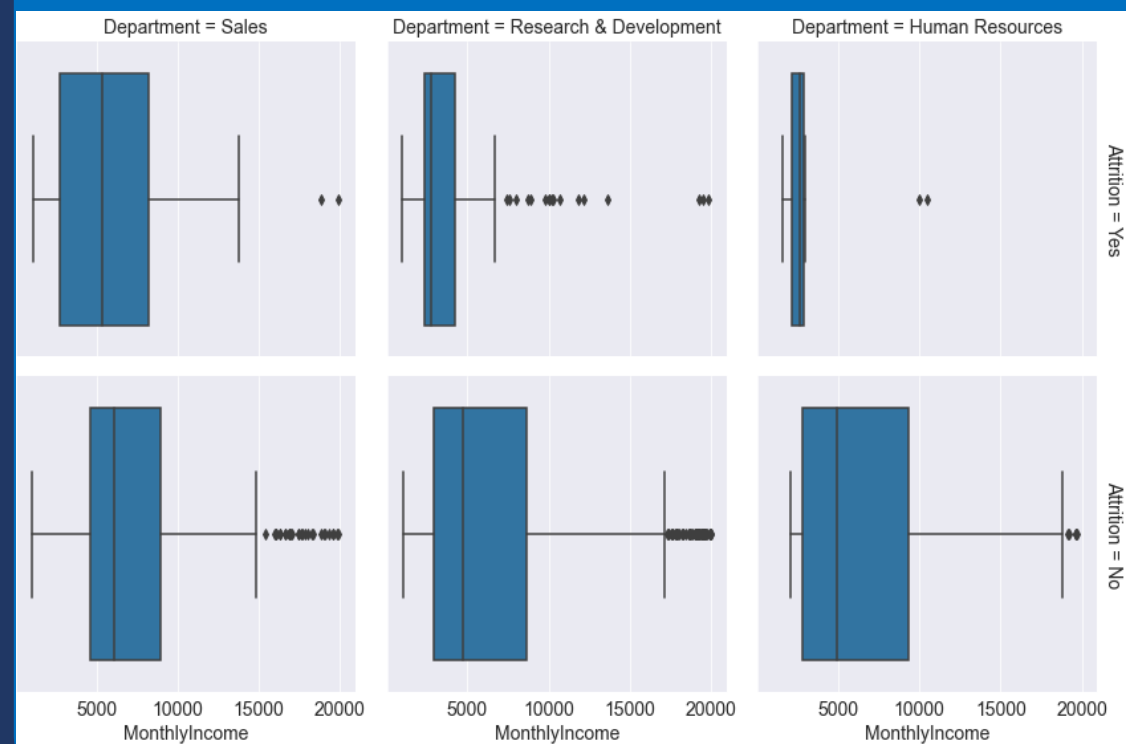 Department = Sales
Department = Research & Development
Department = Human Resources
Attrition = Yes
Attrition = No
5000 10000 15000 20000
5000 10000 15000 20000
5000 10000 15000 20000
MonthlyIncome
MonthlyIncome
MonthlyIncome